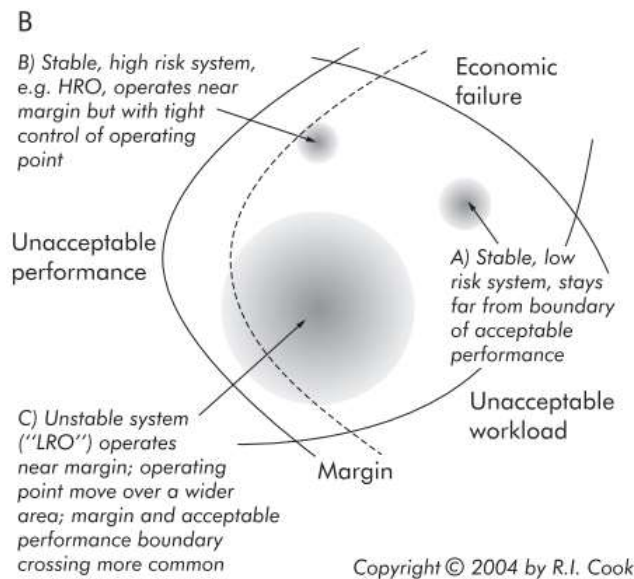 B
B) Stable, high risk system,
e.g. HRO, operates near
margin but with tight
control of operating
point
Economic
failure
Unacceptable
performance
A) Stable, low
risk system, stays
far from boundary
of acceptable
performance
Unacceptable
workload
C) Unstable system
("LRO") operates
near margin; operating
point move over a wider
area; margin and acceptable
performance boundary
crossing more common
Margin
Copyright © 2004 by R.I. Cook